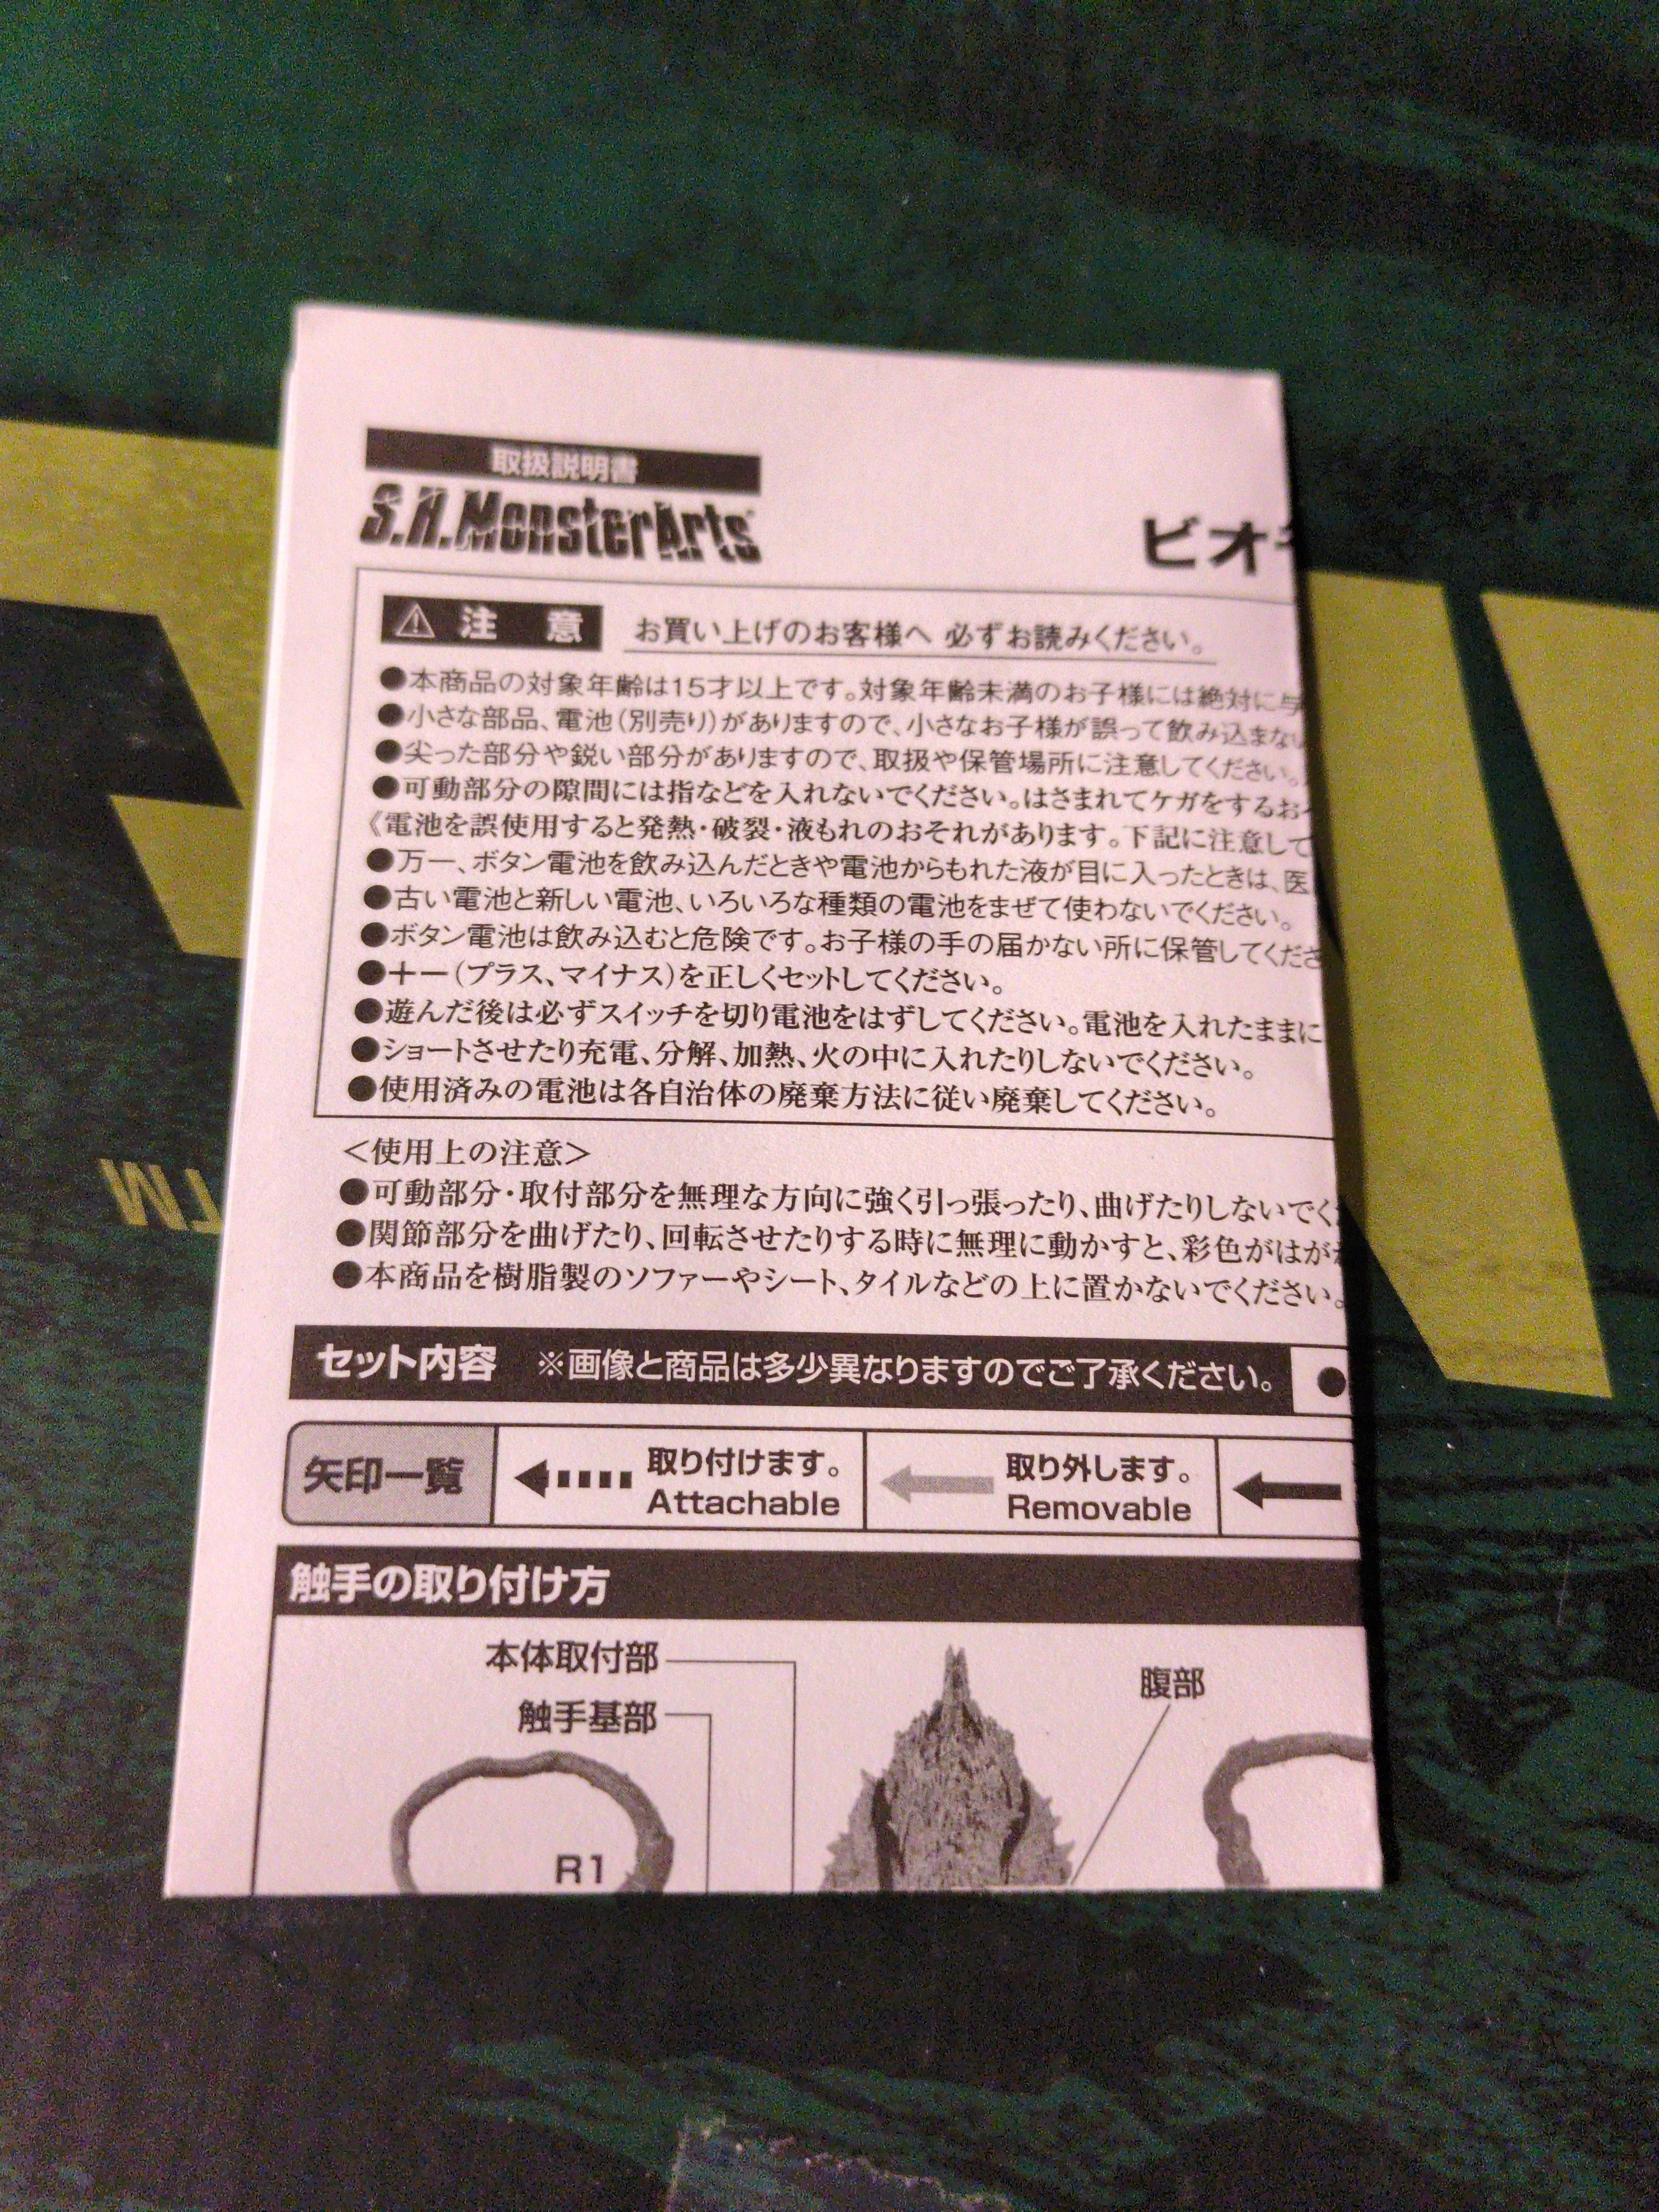 取扱説明書
S.H.MonsterArts
ビオ
⚠ 注 意 お買い上げのお客様へ 必ずお読みください。
●本商品の対象年齢は15才以上です。対象年齢未満のお子様には絶対に与
●小さな部品、電池(別売り)がありますので、小さなお子様が誤って飲み込まない
●尖った部分や鋭い部分がありますので、取扱や保管場所に注意してください。
●可動部分の隙間には指などを入れないでください。はさまれてケガをするお
《電池を誤使用すると発熱・破裂・液もれのおそれがあります。下記に注意して
●万一、ボタン電池を飲み込んだときや電池からもれた液が目に入ったときは、医
●古い電池と新しい電池、いろいろな種類の電池をまぜて使わないでください。
●ボタン電池は飲み込むと危険です。お子様の手の届かない所に保管してくださ
●+−(プラス、マイナス)を正しくセットしてください。
●遊んだ後は必ずスイッチを切り電池をはずしてください。電池を入れたままに
●ショートさせたり充電、分解、加熱、火の中に入れたりしないでください。
●使用済みの電池は各自治体の廃棄方法に従い廃棄してください。
<使用上の注意>
●可動部分・取付部分を無理な方向に強く引っ張ったり、曲げたりしないでく
●関節部分を曲げたり、回転させたりする時に無理に動かすと、彩色がはが
●本商品を樹脂製のソファーやシート、タイルなどの上に置かないでください。
セット内容 ※画像と商品は多少異なりますのでご了承ください。 ●
矢印一覧 取り付けます。 取り外します。
Attachable Removable
触手の取り付け方
本体取付部
腹部
触手基部
R1
TM